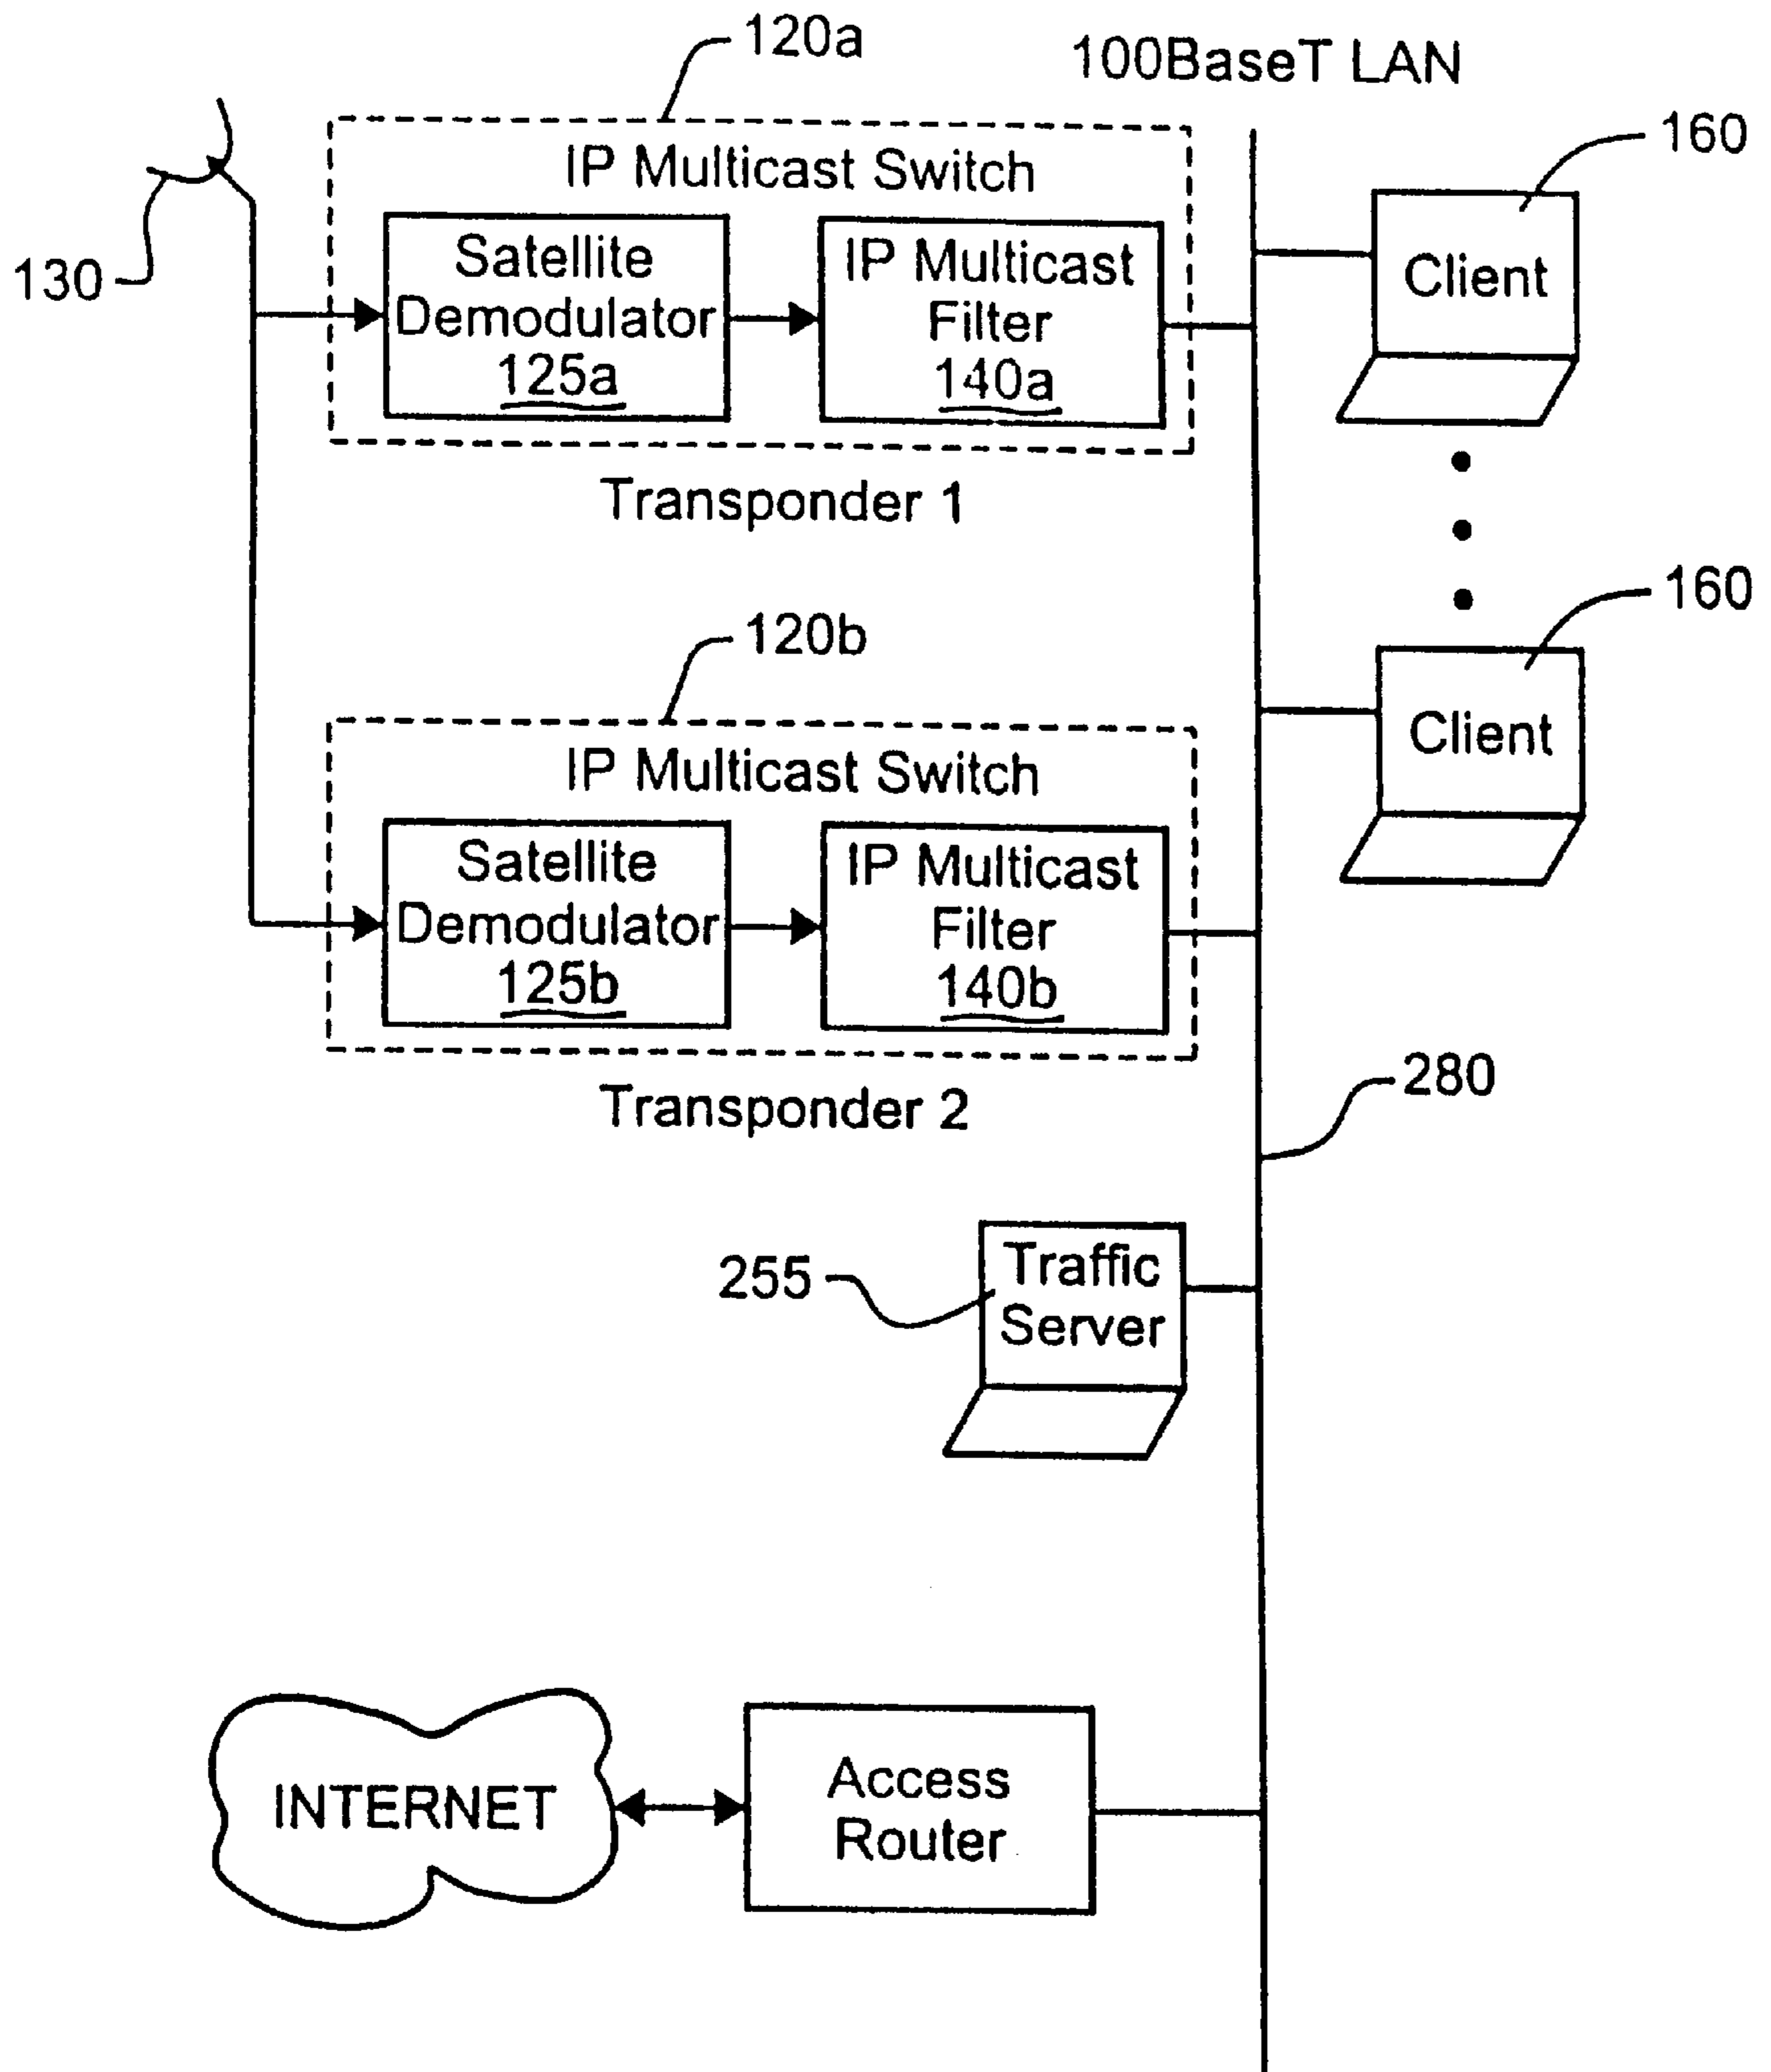 120a
100BaseT LAN
160
IP Multicast Switch
130
Satellite
Demodulator
125a
IP Multicast
Filter
140a
Client
Transponder 1
160
120b
IP Multicast Switch
Client
Satellite
Demodulator
125b
IP Multicast
Filter
140b
280
Transponder 2
255
Traffic
Server
INTERNET
Access
Router